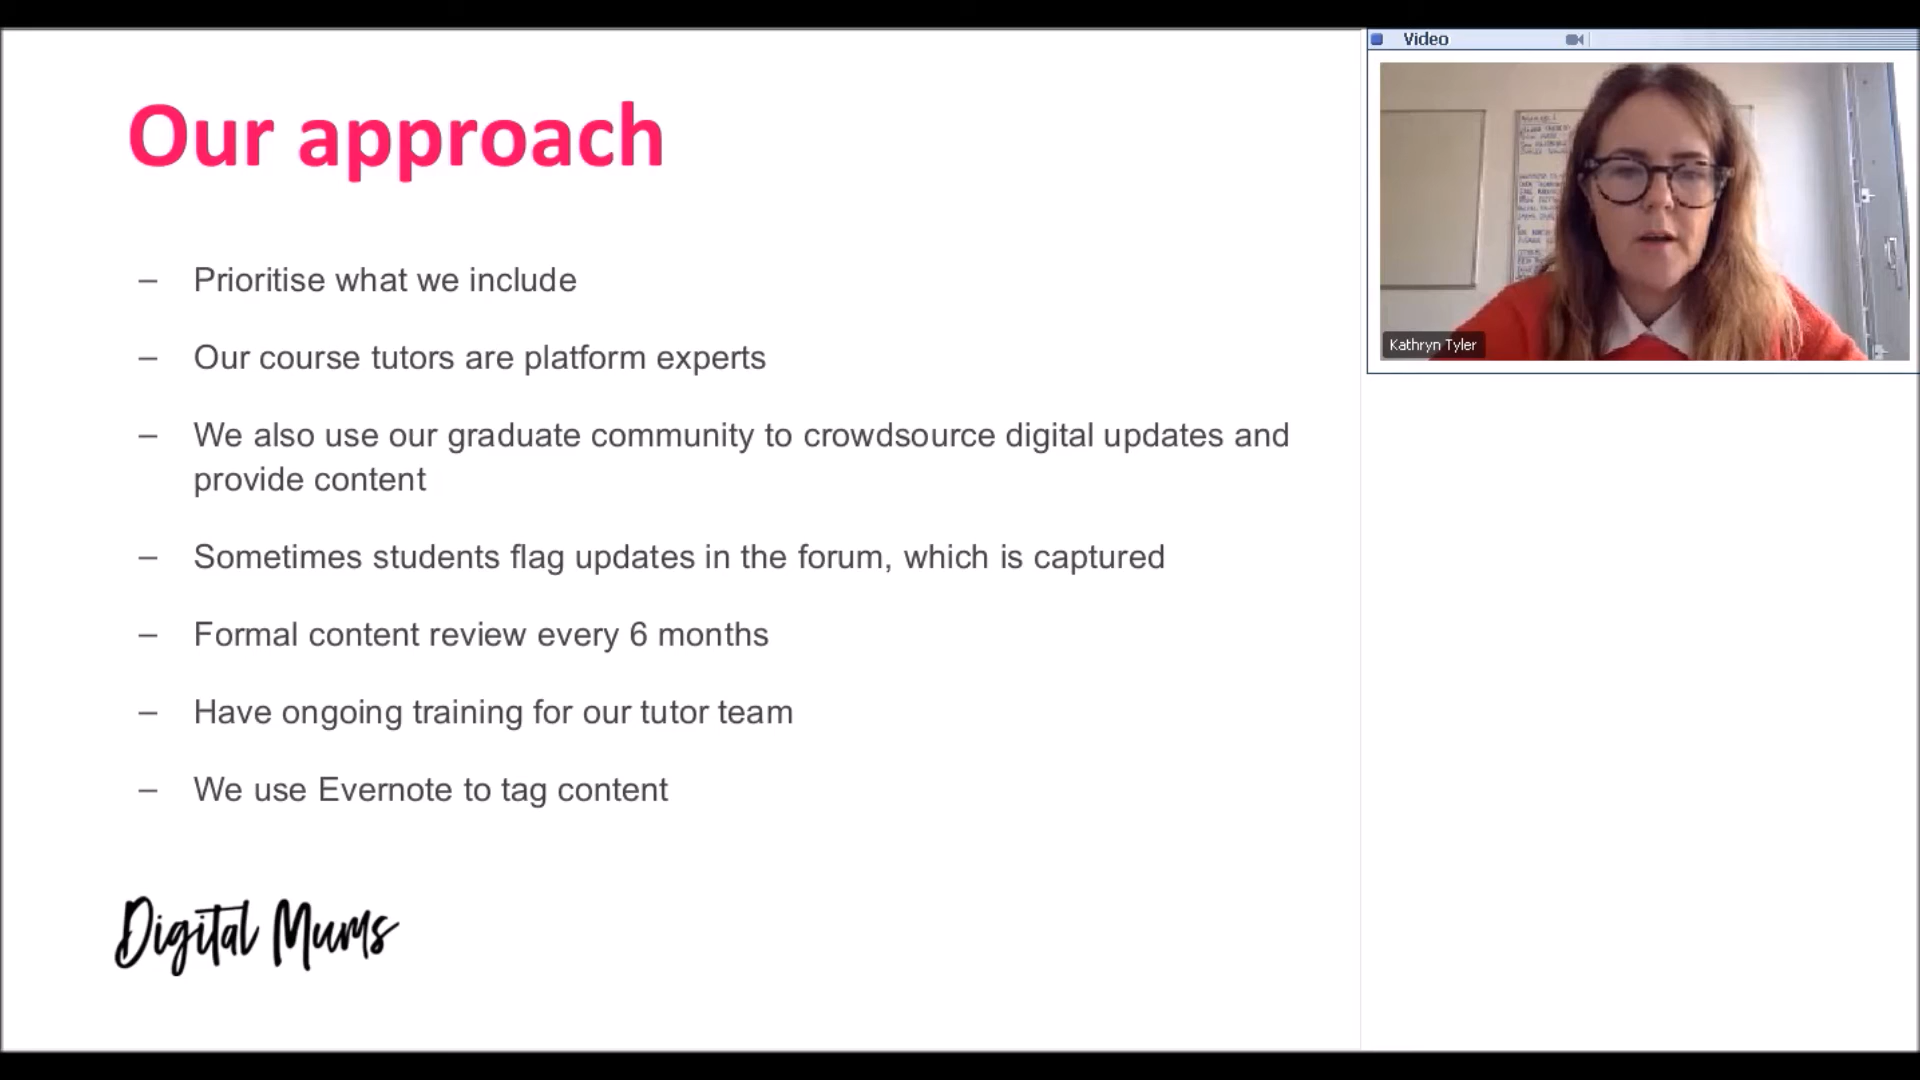 Our approach
– Prioritise what we include
– Our course tutors are platform experts
– We also use our graduate community to crowdsource digital updates and
provide content
– Sometimes students flag updates in the forum, which is captured
– Formal content review every 6 months
– Have ongoing training for our tutor team
– We use Evernote to tag content
Digital Mums
Video
Kathryn Tyler